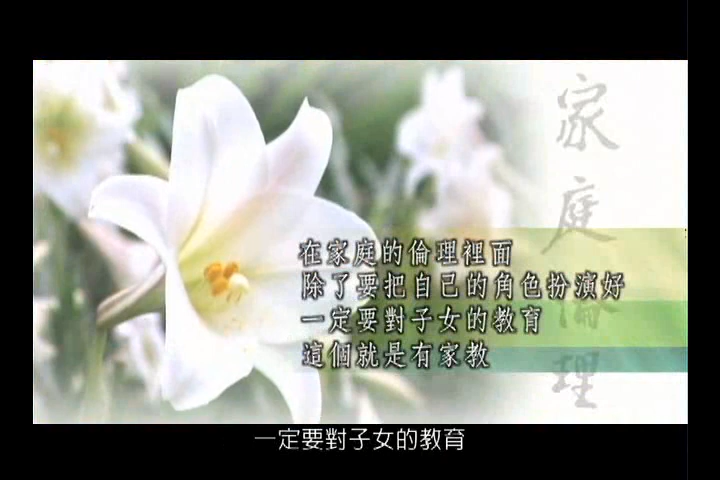 家庭倫理
在家庭的倫理裡面
除了要把自己的角色扮演好
一定要對子女的教育
這個就是有家教
一定要對子女的教育